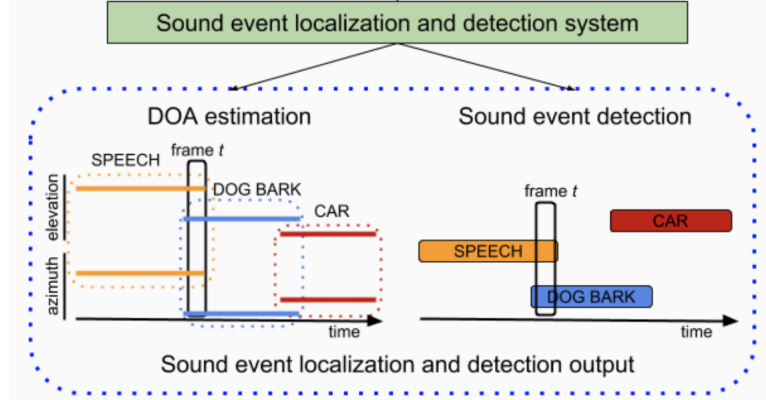 Sound event localization and detection system
DOA estimation
Sound event detection
frame t
SPEECH
DOG BARK
CAR
elevation
azimuth
time
frame t
CAR
SPEECH
DOG BARK
time
Sound event localization and detection output